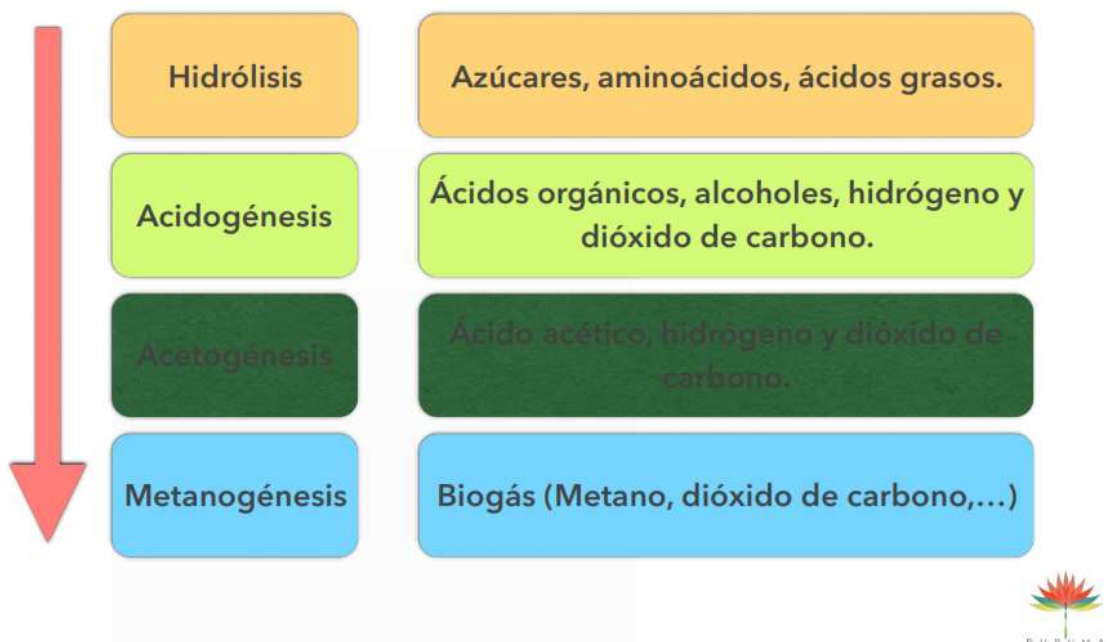 Hidrólisis
Azúcares, aminoácidos, ácidos grasos.
Acidogénesis
Ácidos orgánicos, alcoholes, hidrógeno y
dióxido de carbono.
Acetogénesis
Ácido acético, hidrógeno y dióxido de
carbono.
Metanogénesis
Biogás (Metano, dióxido de carbono,...)